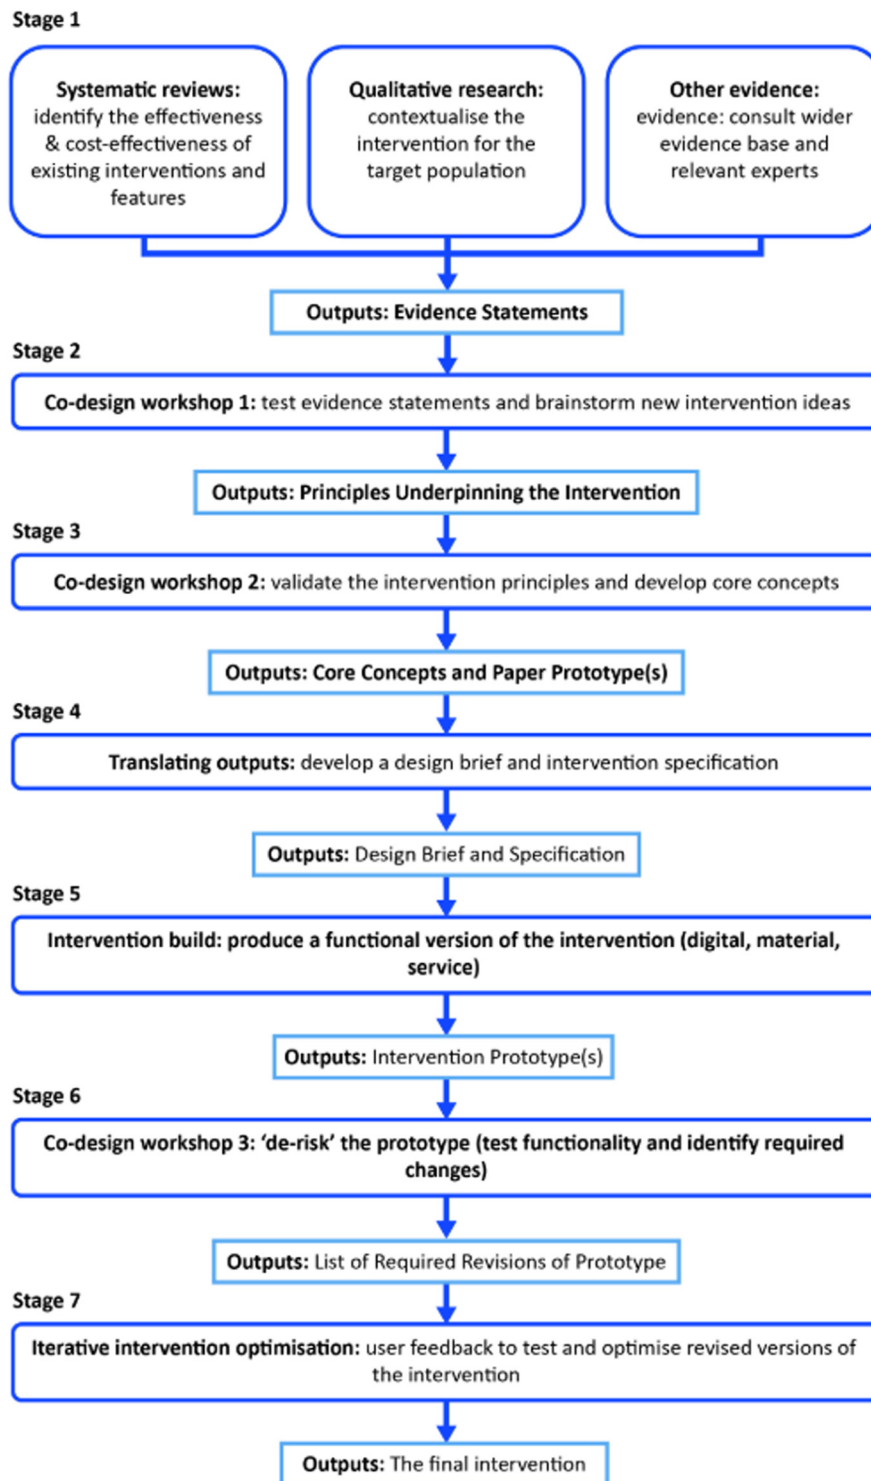 Stage 1
Systematic reviews:
identify the effectiveness
& cost-effectiveness of
existing interventions and
features
Qualitative research:
contextualise the
intervention for the
target population
Other evidence:
evidence: consult wider
evidence base and
relevant experts
Outputs: Evidence Statements
Stage 2
Co-design workshop 1: test evidence statements and brainstorm new intervention ideas
Outputs: Principles Underpinning the Intervention
Stage 3
Co-design workshop 2: validate the intervention principles and develop core concepts
Outputs: Core Concepts and Paper Prototype(s)
Stage 4
Translating outputs: develop a design brief and intervention specification
Outputs: Design Brief and Specification
Stage 5
Intervention build: produce a functional version of the intervention (digital, material,
service)
Outputs: Intervention Prototype(s)
Stage 6
Co-design workshop 3: ‘de-risk’ the prototype (test functionality and identify required
changes)
Outputs: List of Required Revisions of Prototype
Stage 7
Iterative intervention optimisation: user feedback to test and optimise revised versions of
the intervention
Outputs: The final intervention